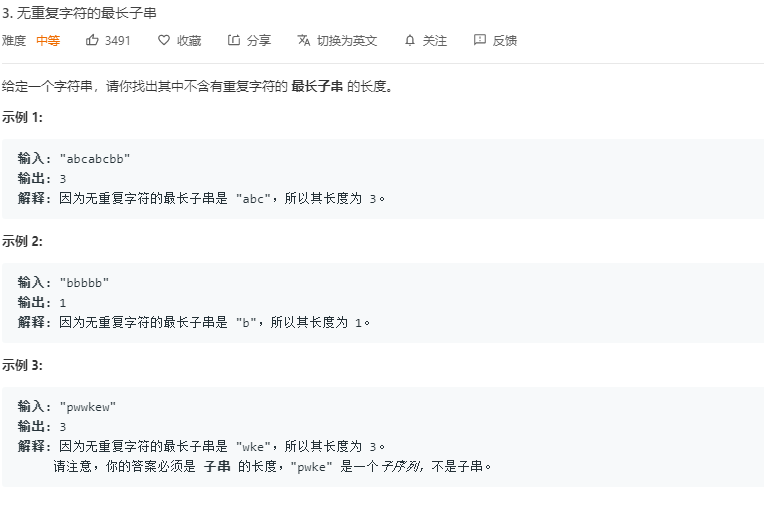 3. 无重复字符的最长子串
难度 中等 3491 收藏 分享 切换为英文 关注 反馈
给定一个字符串，请你找出其中不含有重复字符的 最长子串 的长度。
示例 1:
输入: "abcabcbb"
输出: 3
解释: 因为无重复字符的最长子串是 "abc"，所以其长度为 3。
示例 2:
输入: "bbbbb"
输出: 1
解释: 因为无重复字符的最长子串是 "b"，所以其长度为 1。
示例 3:
输入: "pwwkew"
输出: 3
解释: 因为无重复字符的最长子串是 "wke"，所以其长度为 3。
请注意，你的答案必须是 子串 的长度，"pwke" 是一个子序列，不是子串。